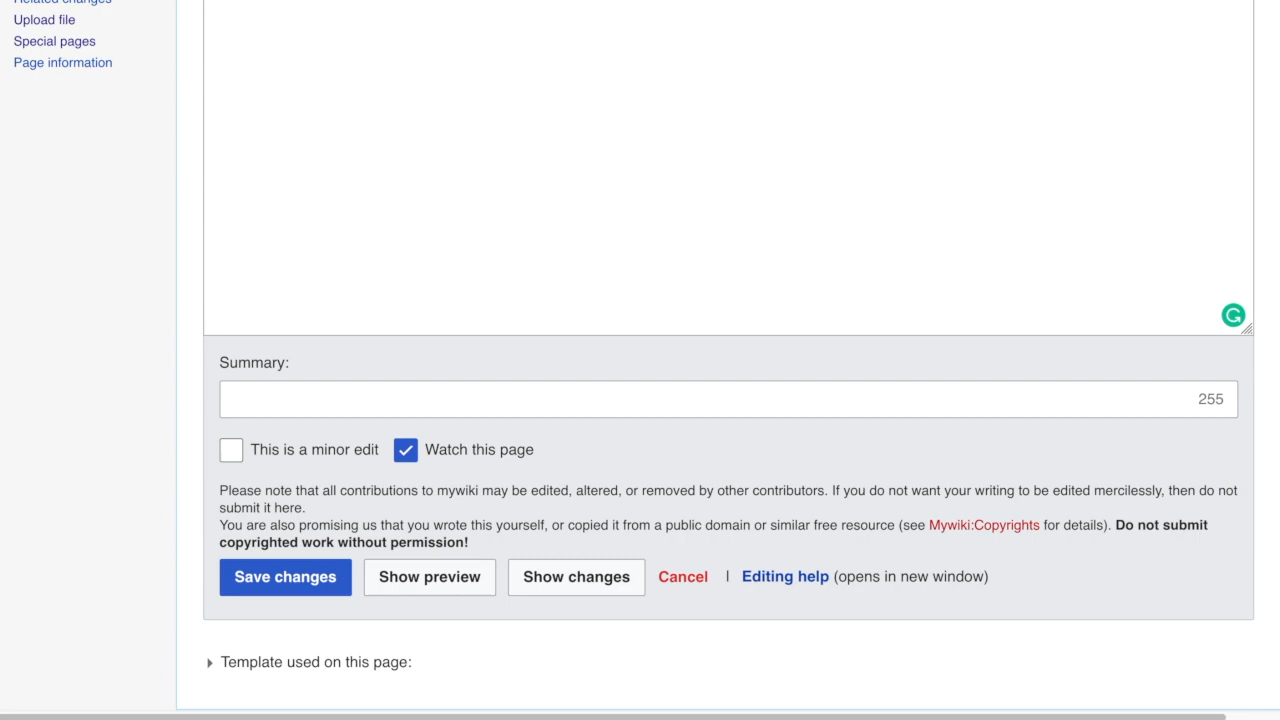 Related changes
Upload file
Special pages
Page information
Summary:
255
This is a minor edit Watch this page
Please note that all contributions to mywiki may be edited, altered, or removed by other contributors. If you do not want your writing to be edited mercilessly, then do not
submit it here.
You are also promising us that you wrote this yourself, or copied it from a public domain or similar free resource (see Mywiki:Copyrights for details). Do not submit
copyrighted work without permission!
Save changes Show preview Show changes Cancel | Editing help (opens in new window)
Template used on this page: